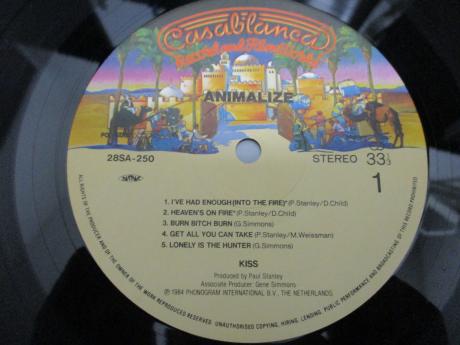 Casablanca
Record and FilmWorks
ANIMALIZE
28SA-250
STEREO 33⅓
1
1. I'VE HAD ENOUGH(INTO THE FIRE)* (P.Stanley/D.Child)
2. HEAVEN'S ON FIRE* (P.Stanley/D.Child)
3. BURN BITCH BURN (G.Simmons)
4. GET ALL YOU CAN TAKE (P.Stanley/M.Weissman)
5. LONELY IS THE HUNTER (G.Simmons)
KISS
Produced by Paul Stanley
Associate Producer: Gene Simmons
Ⓟ 1984 PHONOGRAM INTERNATIONAL B.V., THE NETHERLANDS.
ALL RIGHTS OF THE PRODUCER AND OF THE OWNER OF THE WORK REPRODUCED RESERVED. UNAUTHORISED COPYING, HIRING, LENDING, PUBLIC PERFORMANCE AND BROADCASTING OF THIS RECORD PROHIBITED